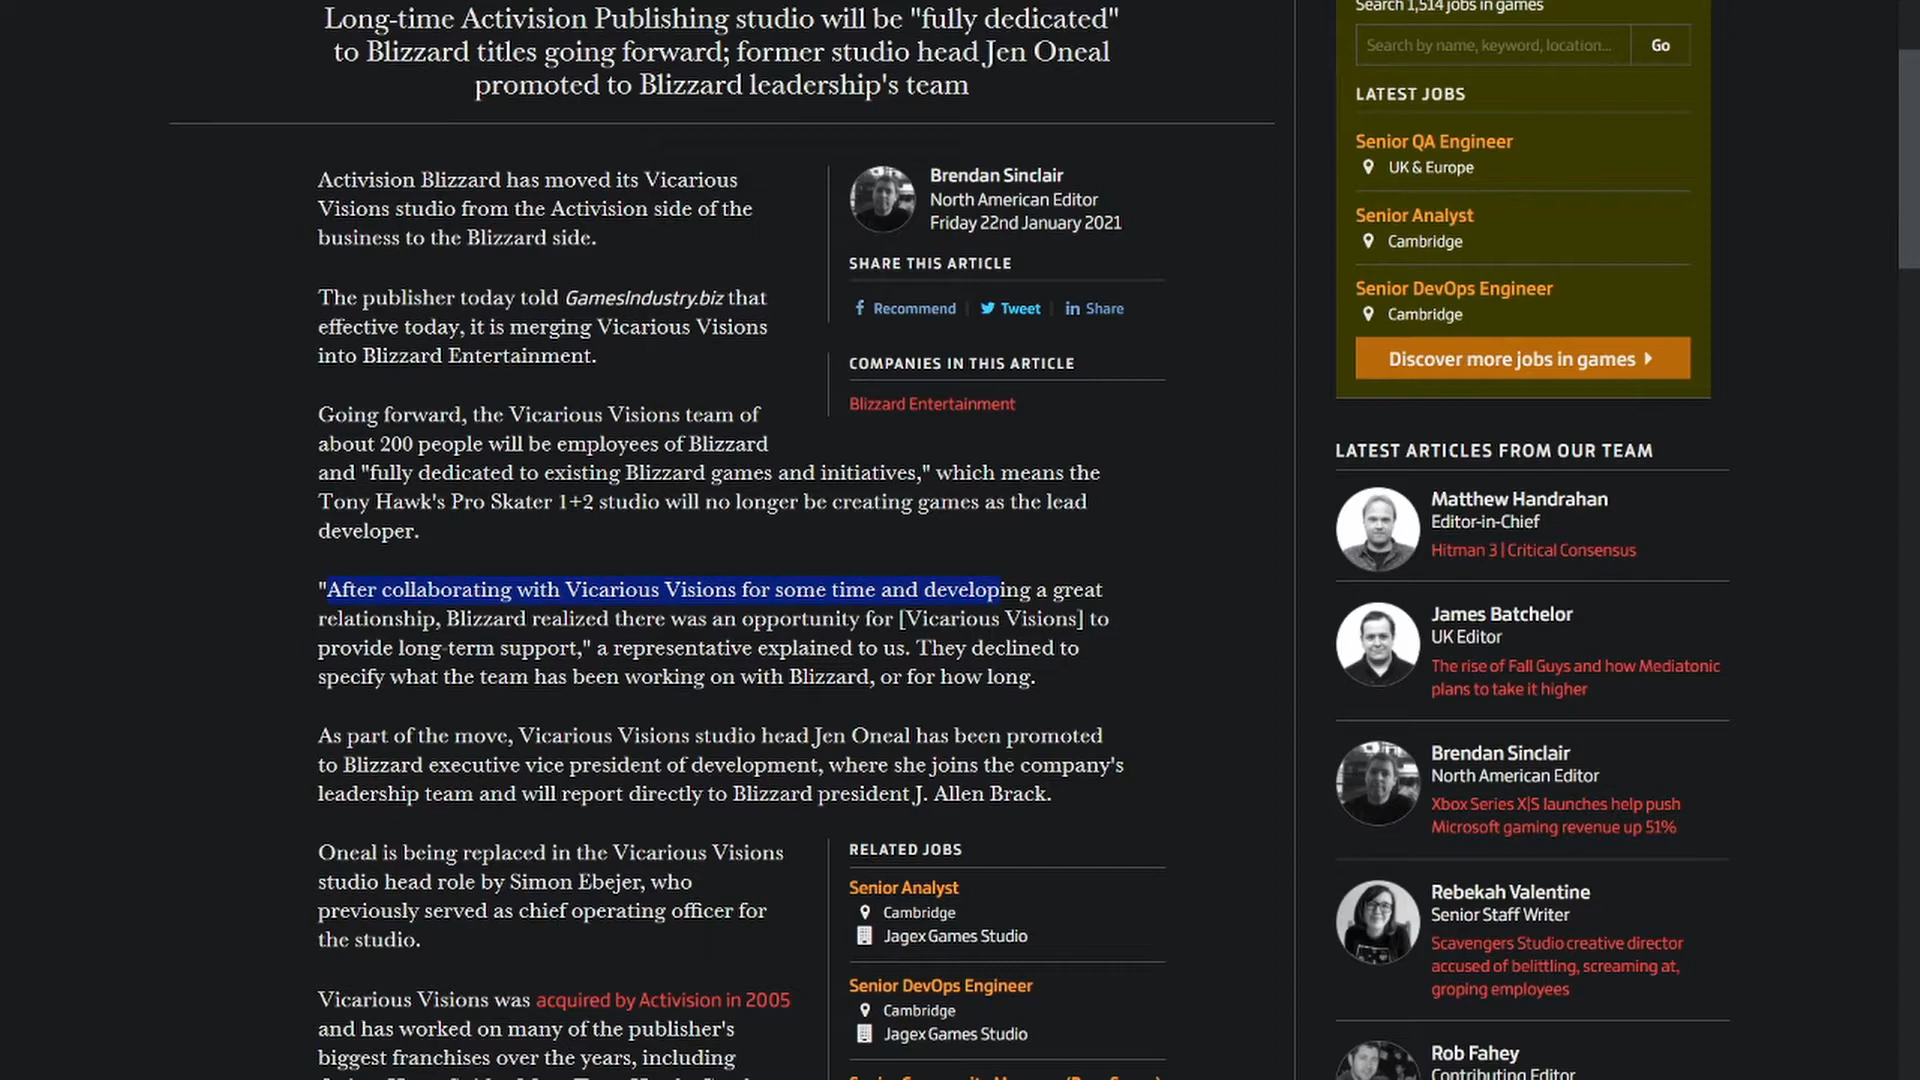 Long-time Activision Publishing studio will be "fully dedicated"
to Blizzard titles going forward; former studio head Jen Oneal
promoted to Blizzard leadership's team
Activision Blizzard has moved its Vicarious
Visions studio from the Activision side of the
business to the Blizzard side.
The publisher today told GamesIndustry.biz that
effective today, it is merging Vicarious Visions
into Blizzard Entertainment.
Going forward, the Vicarious Visions team of
about 200 people will be employees of Blizzard
and "fully dedicated to existing Blizzard games and initiatives," which means the
Tony Hawk's Pro Skater 1+2 studio will no longer be creating games as the lead
developer.
"After collaborating with Vicarious Visions for some time and developing a great
relationship, Blizzard realized there was an opportunity for [Vicarious Visions] to
provide long-term support," a representative explained to us. They declined to
specify what the team has been working on with Blizzard, or for how long.
As part of the move, Vicarious Visions studio head Jen Oneal has been promoted
to Blizzard executive vice president of development, where she joins the company's
leadership team and will report directly to Blizzard president J. Allen Brack.
Oneal is being replaced in the Vicarious Visions
studio head role by Simon Ebejer, who
previously served as chief operating officer for
the studio.
Vicarious Visions was acquired by Activision in 2005
and has worked on many of the publisher's
biggest franchises over the years, including
Brendan Sinclair
North American Editor
Friday 22nd January 2021
SHARE THIS ARTICLE
Recommend Tweet Share
COMPANIES IN THIS ARTICLE
Blizzard Entertainment
RELATED JOBS
Senior Analyst
Cambridge
Jagex Games Studio
Senior DevOps Engineer
Cambridge
Jagex Games Studio
Search 1,514 jobs in games
Search by name, keyword, location... Go
LATEST JOBS
Senior QA Engineer
UK & Europe
Senior Analyst
Cambridge
Senior DevOps Engineer
Cambridge
Discover more jobs in games
LATEST ARTICLES FROM OUR TEAM
Matthew Handrahan
Editor-in-Chief
Hitman 3 | Critical Consensus
James Batchelor
UK Editor
The rise of Fall Guys and how Mediatonic
plans to take it higher
Brendan Sinclair
North American Editor
Xbox Series X|S launches help push
Microsoft gaming revenue up 51%
Rebekah Valentine
Senior Staff Writer
Scavengers Studio creative director
accused of belittling, screaming at,
groping employees
Rob Fahey
Contributing Editor